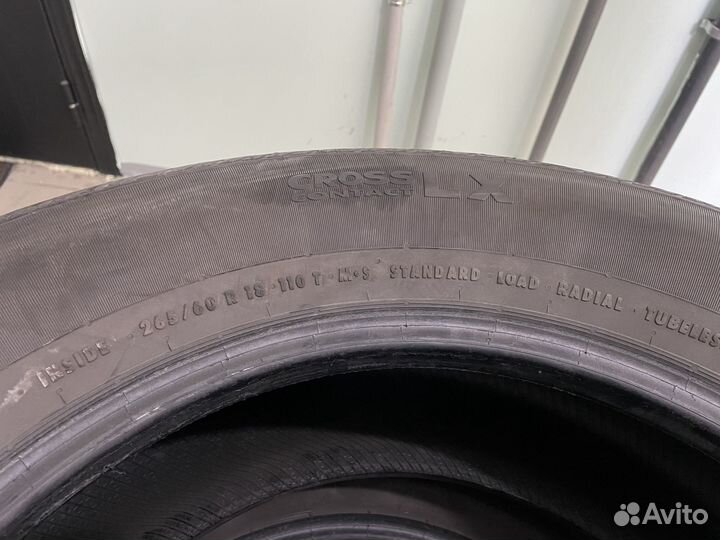 CROSS
CONTACT LX
INSIDE · 265/60 R 18 · 110 T · M+S STANDARD · LOAD · RADIAL · TUBELESS
Avito